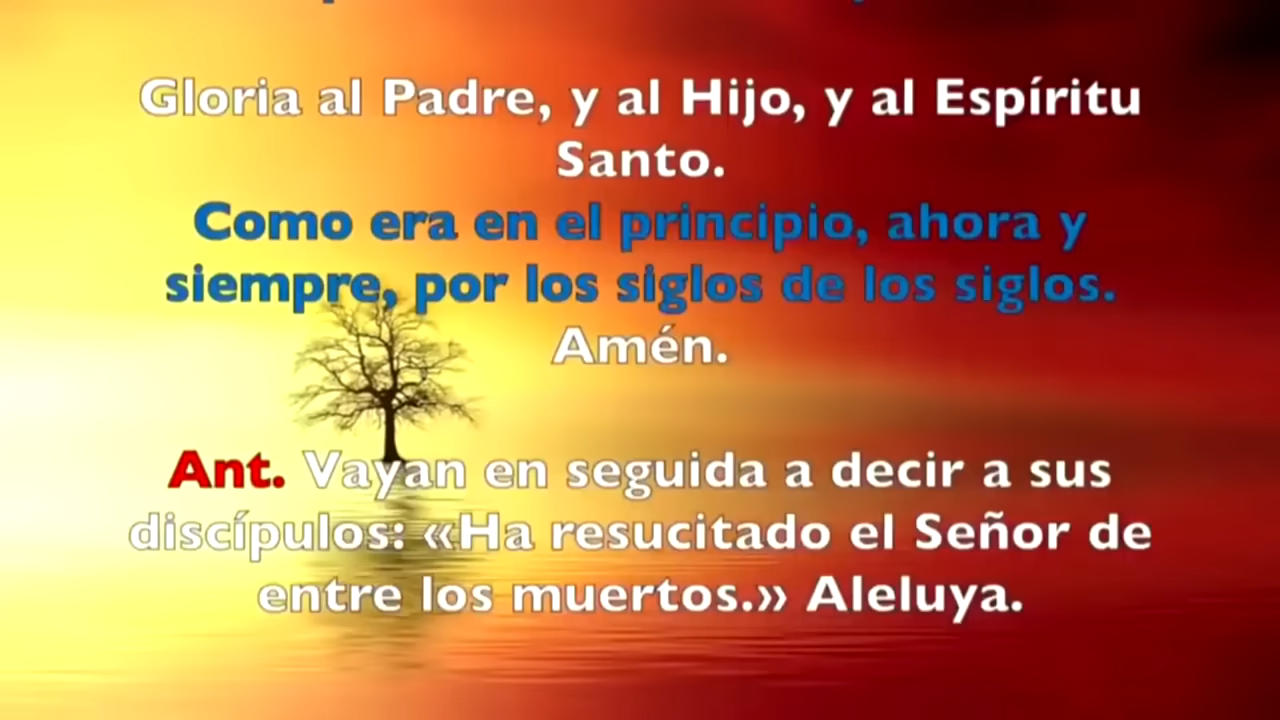 Gloria al Padre, y al Hijo, y al Espíritu
Santo.
Como era en el principio, ahora y
siempre, por los siglos de los siglos.
Amén.
Ant. Vayan en seguida a decir a sus
discípulos: «Ha resucitado el Señor de
entre los muertos.» Aleluya.